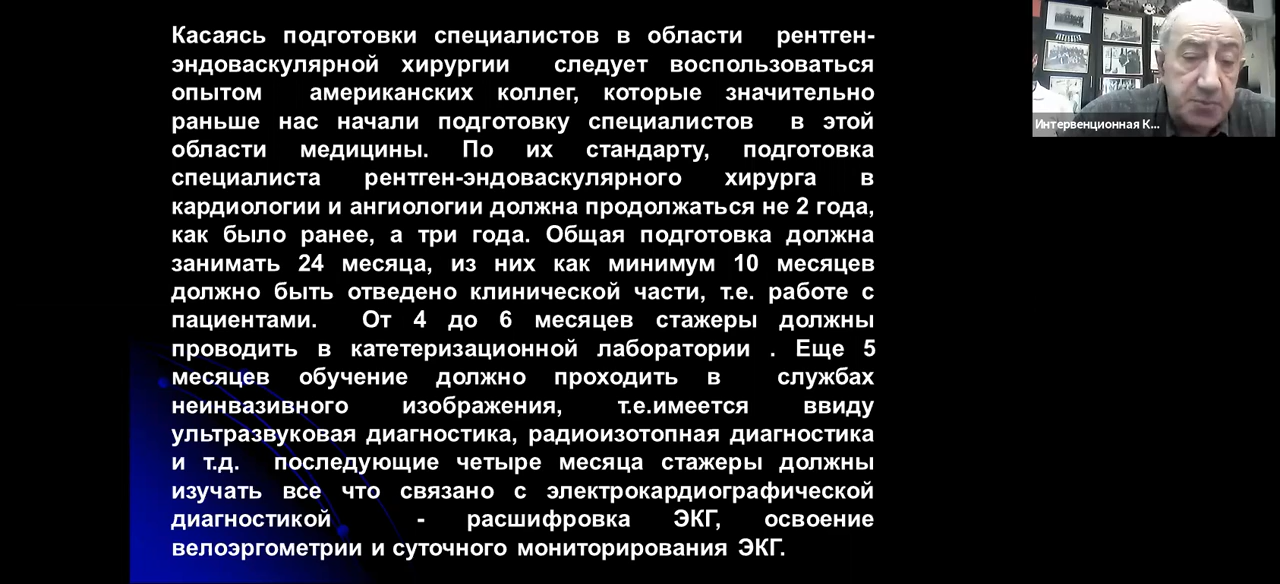 Касаясь подготовки специалистов в области рентген-
эндоваскулярной хирургии следует воспользоваться
опытом американских коллег, которые значительно
раньше нас начали подготовку специалистов в этой
области медицины. По их стандарту, подготовка
специалиста рентген-эндоваскулярного хирурга в
кардиологии и ангиологии должна продолжаться не 2 года,
как было ранее, а три года. Общая подготовка должна
занимать 24 месяца, из них как минимум 10 месяцев
должно быть отведено клинической части, т.е. работе с
пациентами. От 4 до 6 месяцев стажеры должны
проводить в катетеризационной лаборатории . Еще 5
месяцев обучение должно проходить в службах
неинвазивного изображения, т.е.имеется ввиду
ультразвуковая диагностика, радиоизотопная диагностика
и т.д. последующие четыре месяца стажеры должны
изучать все что связано с электрокардиографической
диагностикой - расшифровка ЭКГ, освоение
велоэргометрии и суточного мониторирования ЭКГ.
Интервенционная К...